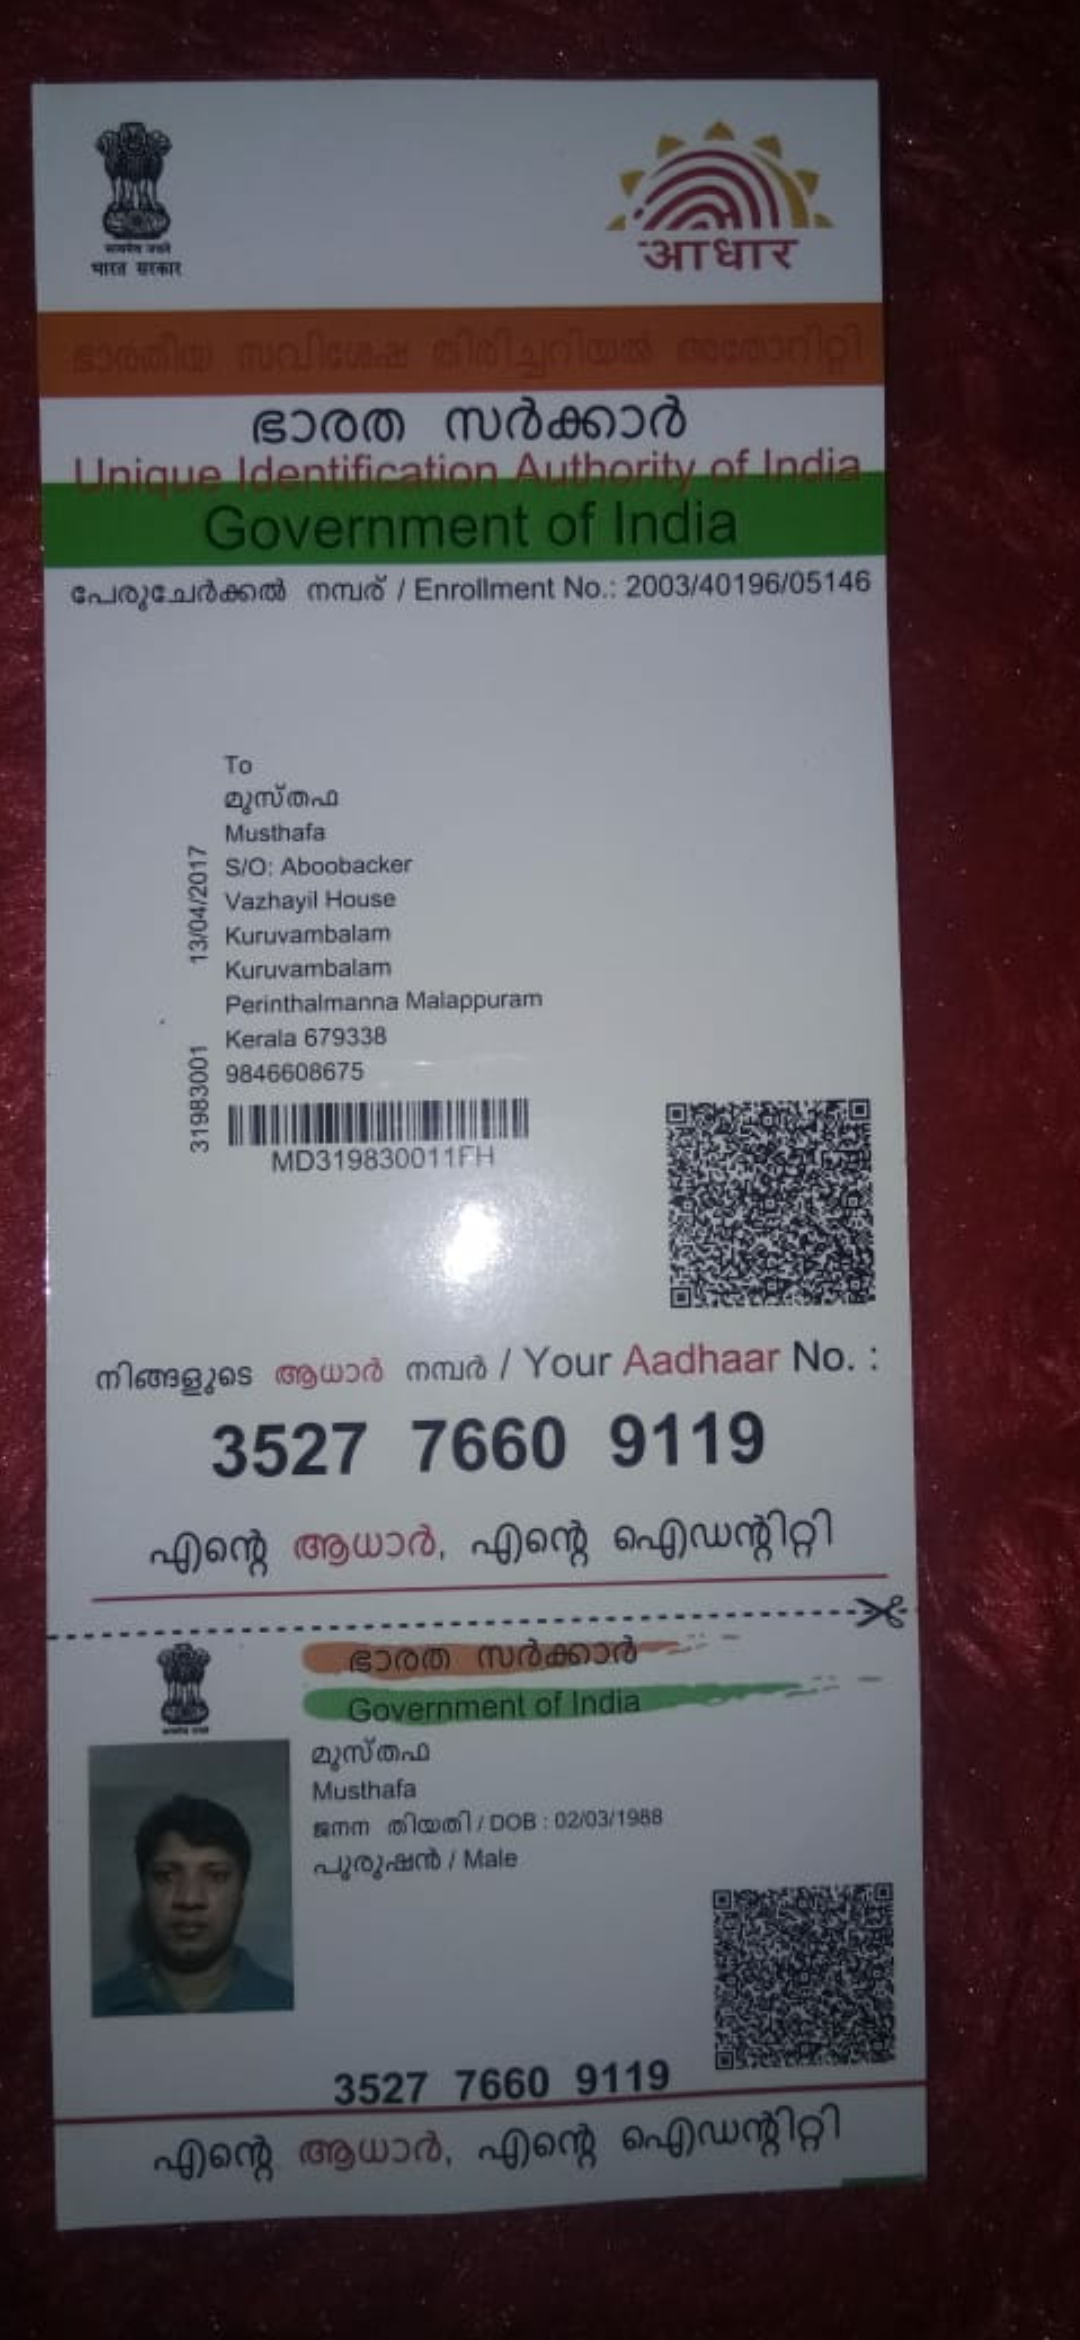 सत्यमेव जयते
भारत सरकार
आधार
ഭാരതീയ സവിശേഷ തിരിച്ചറിയൽ അതോറിറ്റി
ഭാരത സർക്കാർ
Unique Identification Authority of India
Government of India
പേരുചേർക്കൽ നമ്പര് / Enrollment No.: 2003/40196/05146
To
മുസ്തഫ
Musthafa
S/O: Aboobacker
Vazhayil House
Kuruvambalam
Kuruvambalam
Perinthalmanna Malappuram
Kerala 679338
9846608675
13/04/2017
31983001
MD319830011FH
നിങ്ങളുടെ ആധാർ നമ്പർ / Your Aadhaar No. :
3527 7660 9119
എന്റെ ആധാർ, എന്റെ ഐഡന്റിറ്റി
ഭാരത സർക്കാർ
Government of India
മുസ്തഫ
Musthafa
ജനന തിയതി / DOB : 02/03/1988
പുരുഷൻ / Male
3527 7660 9119
എന്റെ ആധാർ, എന്റെ ഐഡന്റിറ്റി